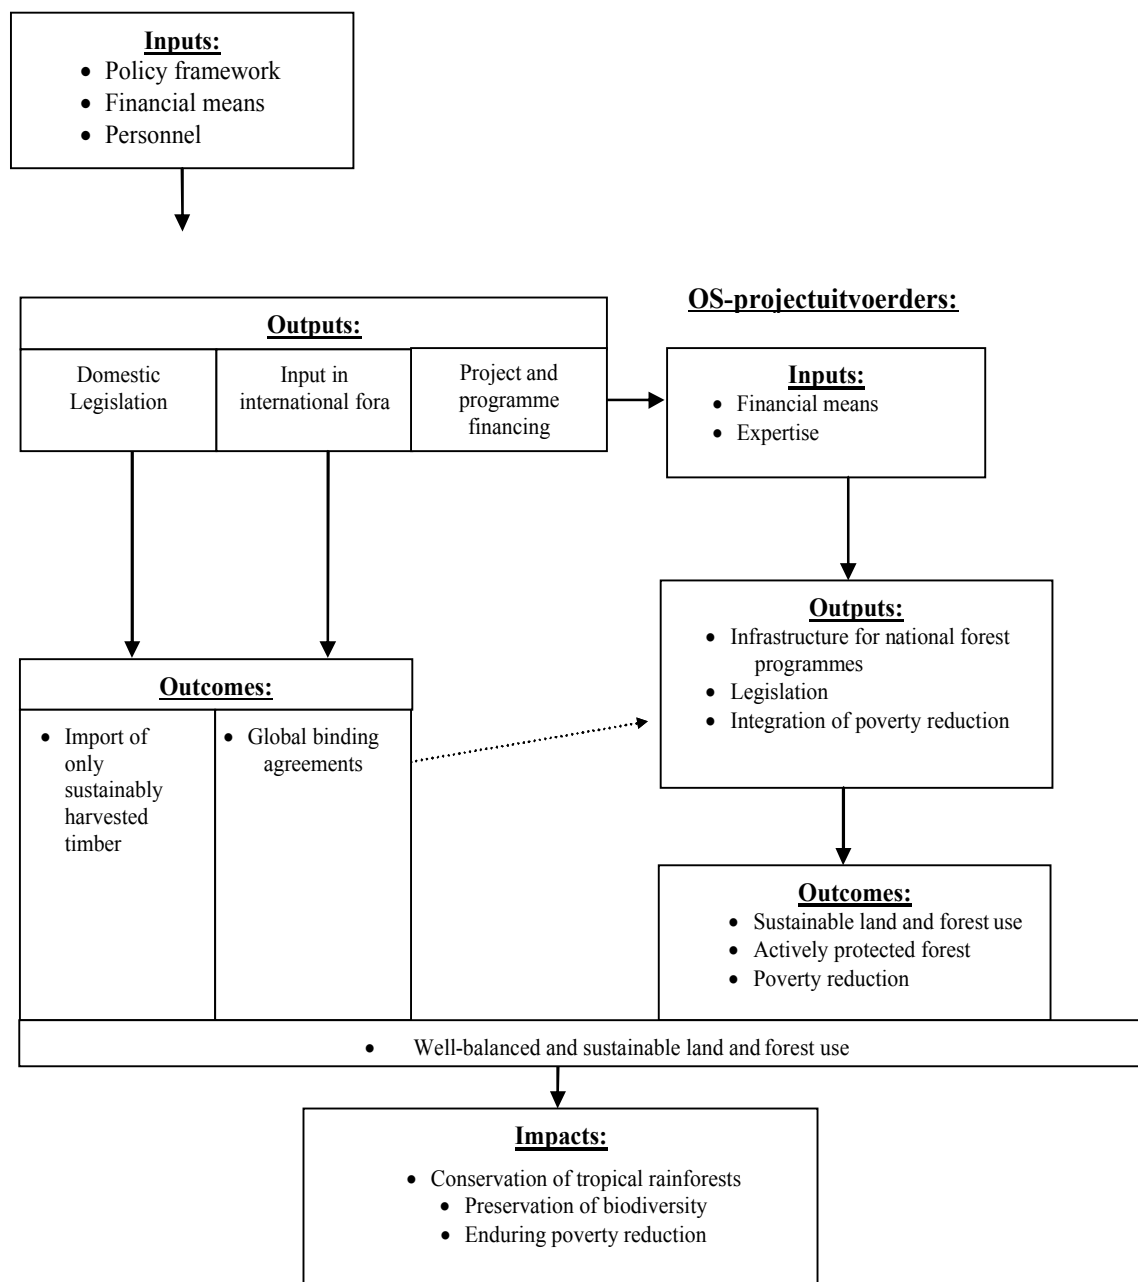 Inputs:
• Policy framework
• Financial means
• Personnel
OS-projectuitvoerders:
Outputs:
Domestic
Legislation
Input in
international fora
Project and
programme
financing
Inputs:
• Financial means
• Expertise
Outputs:
• Infrastructure for national forest
programmes
• Legislation
• Integration of poverty reduction
Outcomes:
• Import of
only
sustainably
harvested
timber
• Global binding
agreements
Outcomes:
• Sustainable land and forest use
• Actively protected forest
• Poverty reduction
• Well-balanced and sustainable land and forest use
Impacts:
• Conservation of tropical rainforests
• Preservation of biodiversity
• Enduring poverty reduction